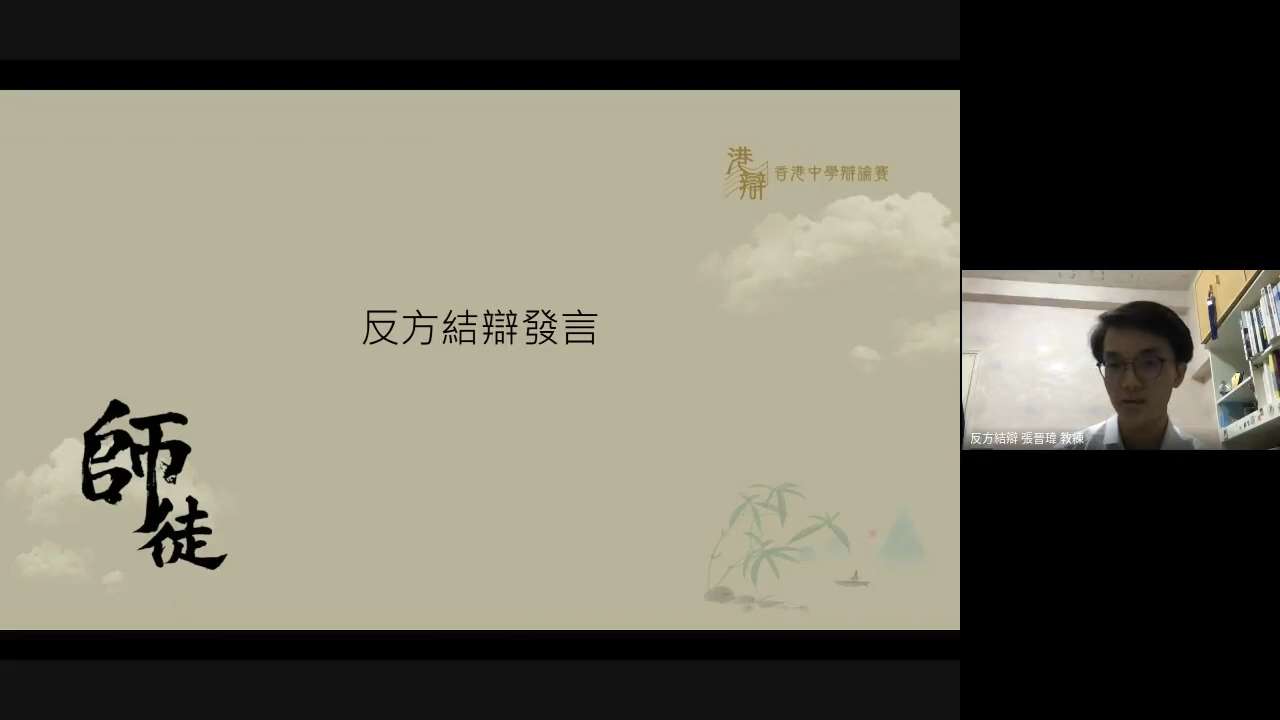 港辯
香港中學辯論賽
反方結辯發言
師徒
反方結辯 張晉瑋 教練